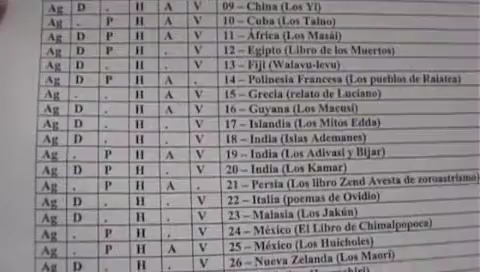 Ag D . H A V 09 – China (Los Yi)
Ag . P H A V 10 – Cuba (Los Taino)
Ag D P H A V 11 – África (Los Masái)
Ag D P H . V 12 – Egipto (Libro de los Muertos)
Ag D . H . V 13 – Fiji (Walavu-levu)
Ag D P H A . 14 – Polinesia Francesa (Los pueblos de Raiatea)
Ag . . H A V 15 – Grecia (relato de Luciano)
Ag D . H A V 16 – Guyana (Los Macusi)
Ag D . H . V 17 – Islandia (Los Mitos Edda)
Ag D . H . V 18 – India (Islas Ademanes)
Ag . P H A V 19 – India (Los Adivasi y Bijar)
Ag D P H . V 20 – India (Los Kamar)
Ag . P H A . 21 – Persia (Los libro Zend Avesta de zoroastrismo)
Ag D . H . V 22 – Italia (poemas de Ovidio)
Ag D . H . V 23 – Malasia (Los Jakún)
Ag . P H . V 24 – México (El Libro de Chimalpopoca)
Ag . P H A V 25 – México (Los Huicholes)
Ag D . H . V 26 – Nueva Zelanda (Los Maorí)